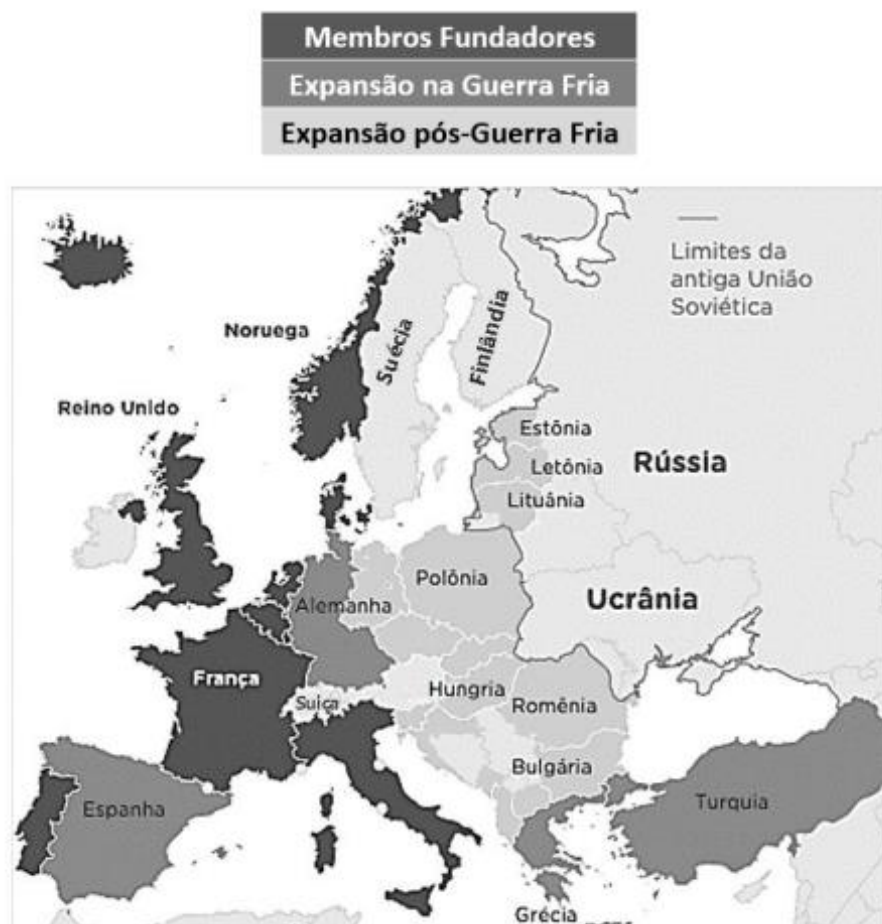 Membros Fundadores
Expansão na Guerra Fria
Expansão pós-Guerra Fria
Limites da
antiga União
Soviética
Noruega
Suécia
Finlândia
Reino Unido
Estônia
Letônia
Rússia
Lituânia
Polônia
Ucrânia
Alemanha
França
Suiça
Hungria
Romênia
Bulgária
Espanha
Turquia
Grécia